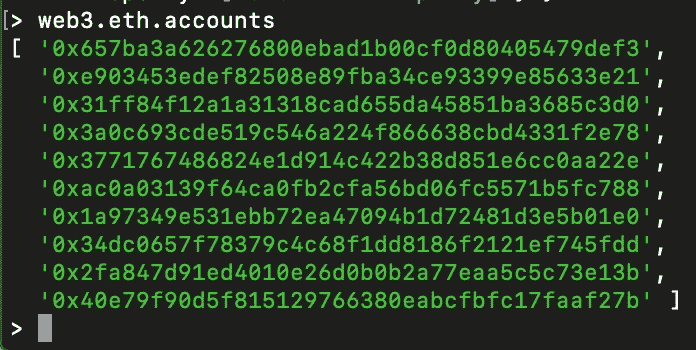 [> web3.eth.accounts
[ '0x657ba3a626276800ebad1b00cf0d80405479def3',
'0xe903453edef82508e89fba34ce93399e85633e21',
'0x31ff84f12a1a31318cad655da45851ba3685c3d0',
'0x3a0c693cde519c546a224f866638cbd4331f2e78',
'0x3771767486824e1d914c422b38d851e6cc0aa22e',
'0xac0a03139f64ca0fb2cfa56bd06fc5571b5fc788',
'0x1a97349e531ebb72ea47094b1d72481d3e5b01e0',
'0x34dc0657f78379c4c68f1dd8186f2121ef745fdd',
'0x2fa847d91ed4010e26d0b0b2a77eaa5c5c73e13b',
'0x40e79f90d5f815129766380eabcfbfc17faaf27b' ]
>